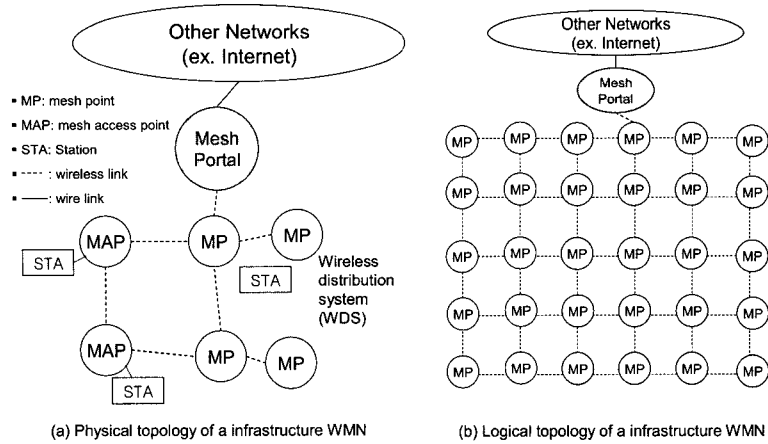 Other Networks
(ex. Internet)
▪ MP: mesh point
▪ MAP: mesh access point
▪ STA: Station
▪ ----: wireless link
▪ ——: wire link
Mesh
Portal
MAP
MP
MP
STA
STA
Wireless
distribution
system
(WDS)
MAP
MP
MP
STA
(a) Physical topology of a infrastructure WMN
Other Networks
(ex. Internet)
Mesh
Portal
MP MP MP MP MP MP
MP MP MP MP MP MP
MP MP MP MP MP MP
MP MP MP MP MP MP
MP MP MP MP MP MP
(b) Logical topology of a infrastructure WMN